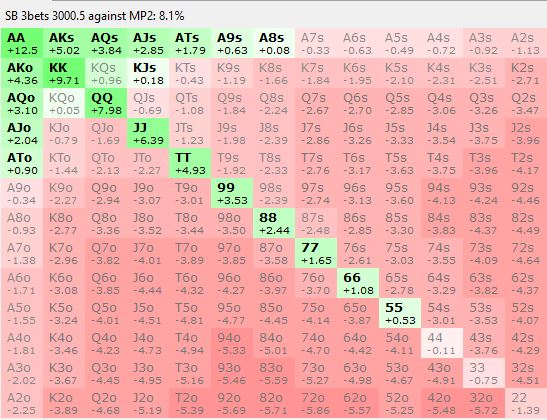 SB 3bets 3000.5 against MP2: 8.1%
AA AKs AQs AJs ATs A9s A8s A7s A6s A5s A4s A3s A2s
+12.5 +5.02 +3.84 +2.85 +1.79 +0.63 +0.08 -0.33 -0.63 -0.49 -0.72 -0.92 -1.13
AKo KK KQs KJs KTs K9s K8s K7s K6s K5s K4s K3s K2s
+4.36 +9.71 +0.96 +0.18 -0.43 -1.19 -1.66 -1.84 -1.95 -2.10 -2.31 -2.51 -2.71
AQo KQo QQ QJs QTs Q9s Q8s Q7s Q6s Q5s Q4s Q3s Q2s
+3.10 +0.05 +7.98 -0.69 -1.08 -1.84 -2.24 -2.67 -2.70 -2.85 -3.06 -3.26 -3.47
AJo KJo QJo JJ JTs J9s J8s J7s J6s J5s J4s J3s J2s
+2.04 -0.79 -1.69 +6.39 -1.23 -1.98 -2.39 -2.86 -3.26 -3.33 -3.54 -3.75 -3.96
ATo KTo QTo JTo TT T9s T8s T7s T6s T5s T4s T3s T2s
+0.90 -1.44 -2.13 -2.27 +4.93 -1.92 -2.33 -2.76 -3.17 -3.63 -3.75 -3.96 -4.17
A9o K9o Q9o J9o T9o 99 98s 97s 96s 95s 94s 93s 92s
-0.34 -2.27 -2.94 -3.07 -3.01 +3.53 -2.39 -2.74 -3.13 -3.60 -4.13 -4.24 -4.46
A8o K8o Q8o J8o T8o 98o 88 87s 86s 85s 84s 83s 82s
-0.93 -2.77 -3.36 -3.52 -3.44 -3.50 +2.44 -2.48 -2.85 -3.30 -3.83 -4.37 -4.49
A7o K7o Q7o J7o T7o 97o 87o 77 76s 75s 74s 73s 72s
-1.38 -2.96 -3.82 -4.01 -3.89 -3.85 -3.58 +1.65 -2.61 -3.03 -3.55 -4.09 -4.64
A6o K6o Q6o J6o T6o 96o 86o 76o 66 65s 64s 63s 62s
-1.71 -3.08 -3.85 -4.44 -4.32 -4.27 -3.97 -3.70 +1.08 -2.78 -3.29 -3.82 -4.37
A5o K5o Q5o J5o T5o 95o 85o 75o 65o 55 54s 53s 52s
-1.55 -3.24 -4.01 -4.51 -4.81 -4.77 -4.45 -4.14 -3.87 +0.53 -3.01 -3.53 -4.07
A4o K4o Q4o J4o T4o 94o 84o 74o 64o 54o 44 43s 42s
-1.81 -3.46 -4.23 -4.73 -4.94 -5.33 -5.01 -4.70 -4.42 -4.11 -0.11 -3.76 -4.29
A3o K3o Q3o J3o T3o 93o 83o 73o 63o 53o 43o 33 32s
-2.02 -3.67 -4.45 -4.95 -5.16 -5.46 -5.59 -5.27 -4.98 -4.67 -4.91 -0.75 -4.51
A2o K2o Q2o J2o T2o 92o 82o 72o 62o 52o 42o 32o 22
-2.25 -3.89 -4.68 -5.19 -5.39 -5.69 -5.71 -5.86 -5.57 -5.25 -5.48 -5.72 -1.39